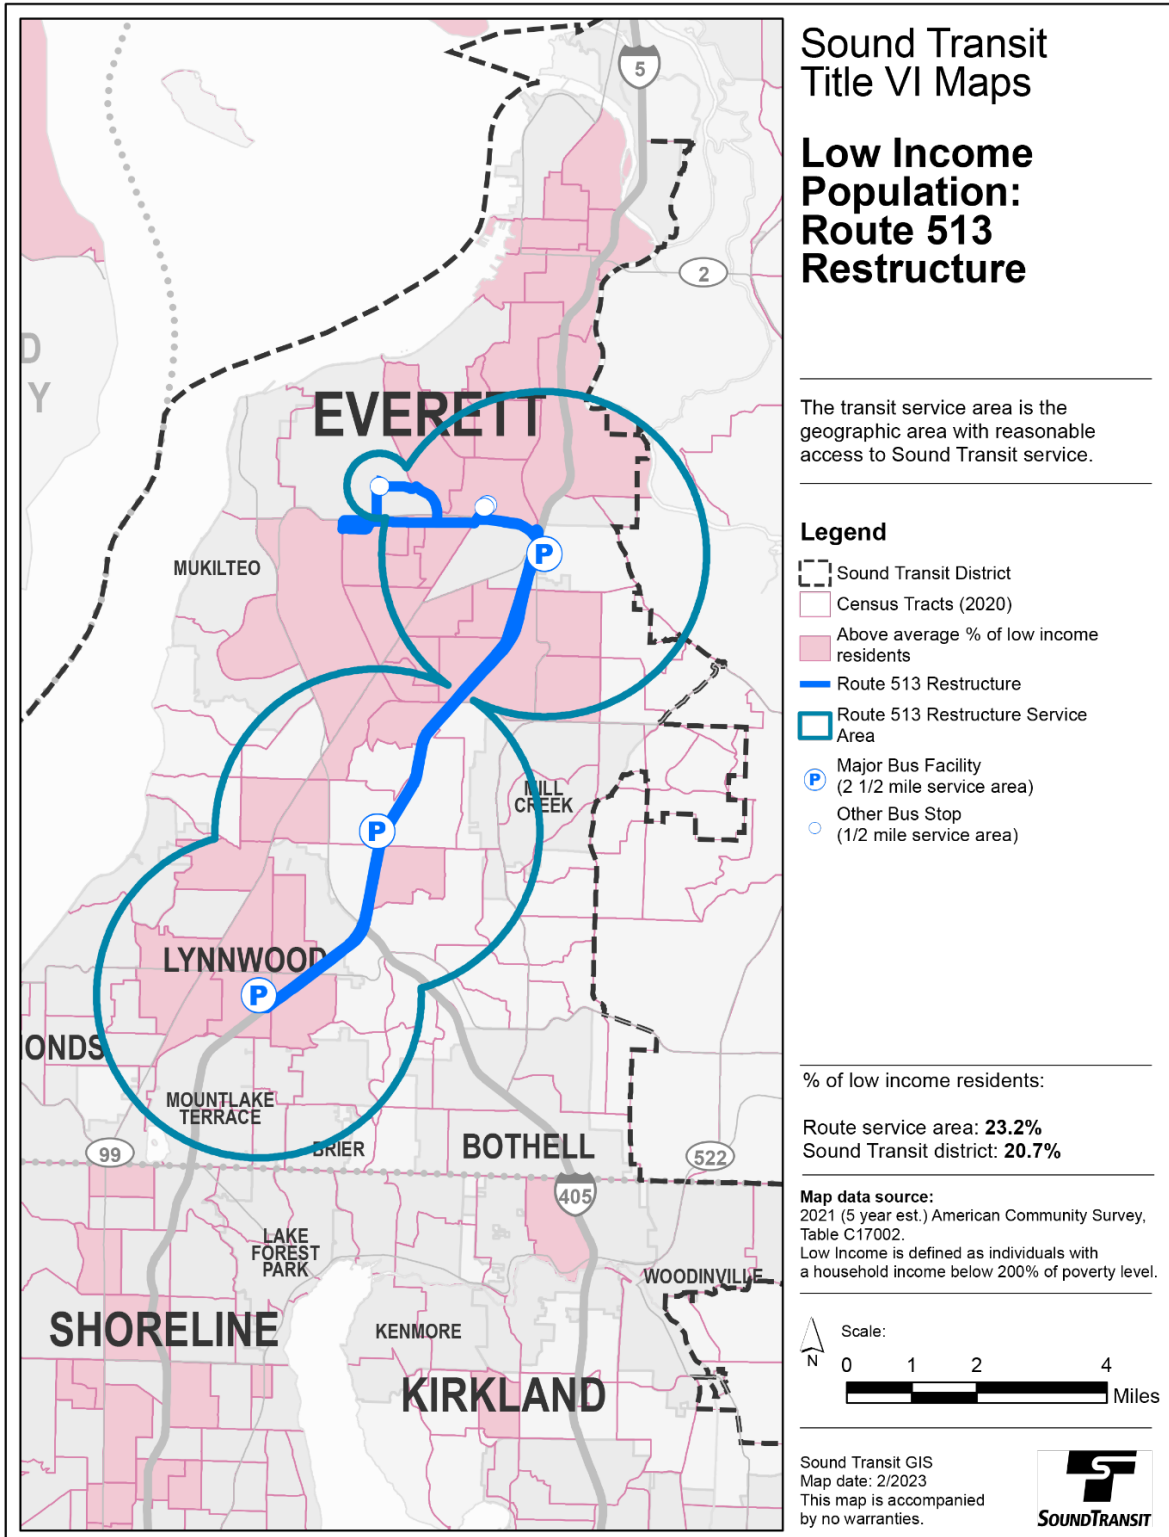 Sound Transit
Title VI Maps
Low Income
Population:
Route 513
Restructure
The transit service area is the
geographic area with reasonable
access to Sound Transit service.
Legend
Sound Transit District
Census Tracts (2020)
Above average % of low income
residents
Route 513 Restructure
Route 513 Restructure Service
Area
P
Major Bus Facility
(2 1/2 mile service area)
Other Bus Stop
(1/2 mile service area)
% of low income residents:
Route service area: 23.2%
Sound Transit district: 20.7%
Map data source:
2021 (5 year est.) American Community Survey,
Table C17002.
Low Income is defined as individuals with
a household income below 200% of poverty level.
N
Scale:
0 1 2 4
Miles
Sound Transit GIS
Map date: 2/2023
This map is accompanied
by no warranties.
SOUNDTRANSIT
5
2
D
Y
EVERETT
MUKILTEO
P
MILL
CREEK
P
LYNNWOOD
P
ONDS
MOUNTLAKE
TERRACE
BRIER
BOTHELL
99
522
405
LAKE
FOREST
PARK
WOODINVILLE
SHORELINE
KENMORE
KIRKLAND